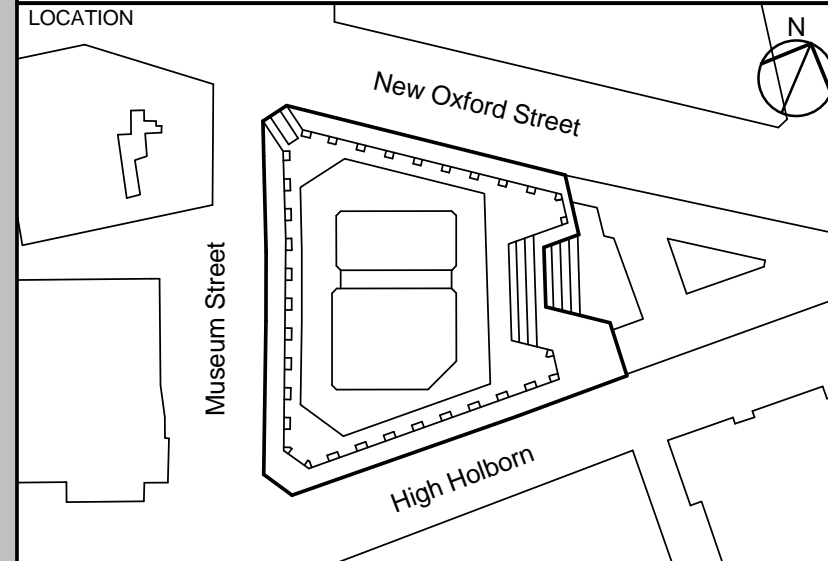 LOCATION
N
New Oxford Street
Museum Street
High Holborn